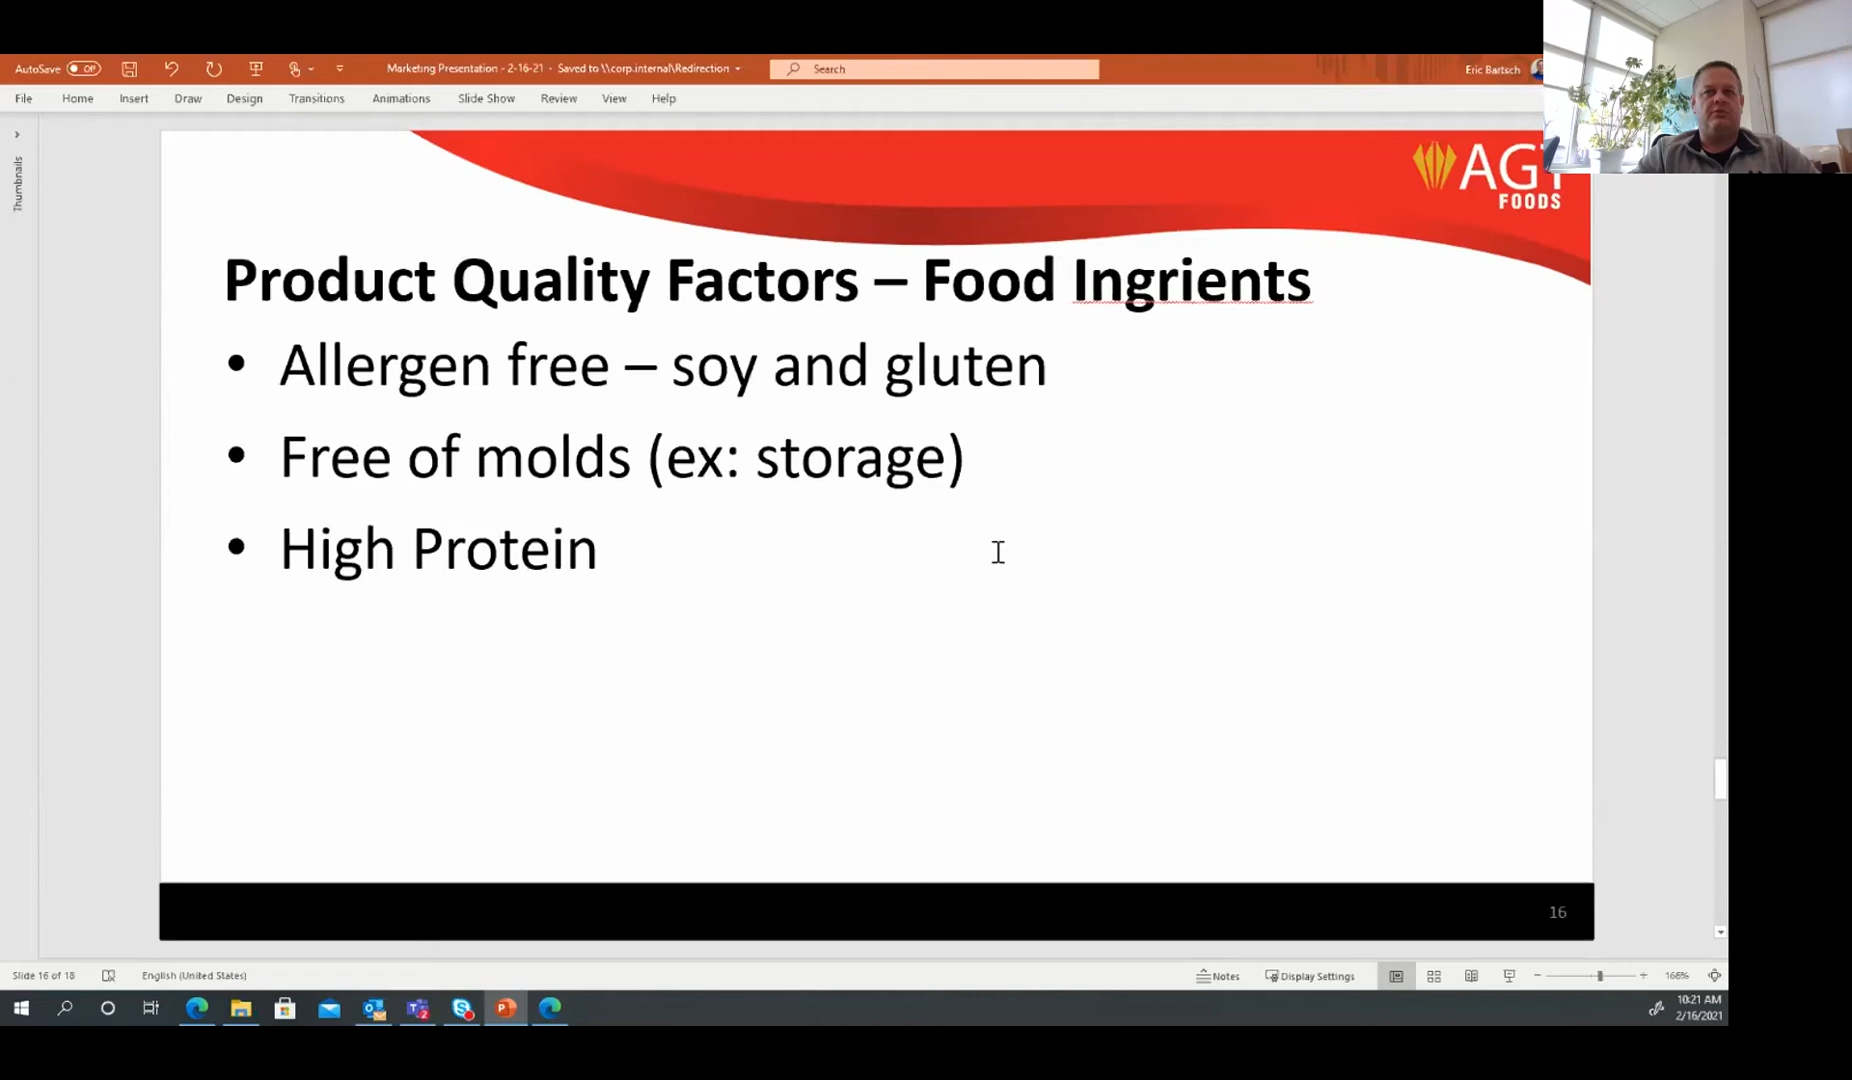 AutoSave Off
Marketing Presentation - 2-16-21 • Saved to \\corp.internal\Redirection
Search
Eric Bartsch
File Home Insert Draw Design Transitions Animations Slide Show Review View Help
Thumbnails
AGT
FOODS
Product Quality Factors – Food Ingrients
• Allergen free – soy and gluten
• Free of molds (ex: storage)
• High Protein
16
Slide 16 of 18 English (United States) Notes Display Settings 166%
10:21 AM
2/16/2021